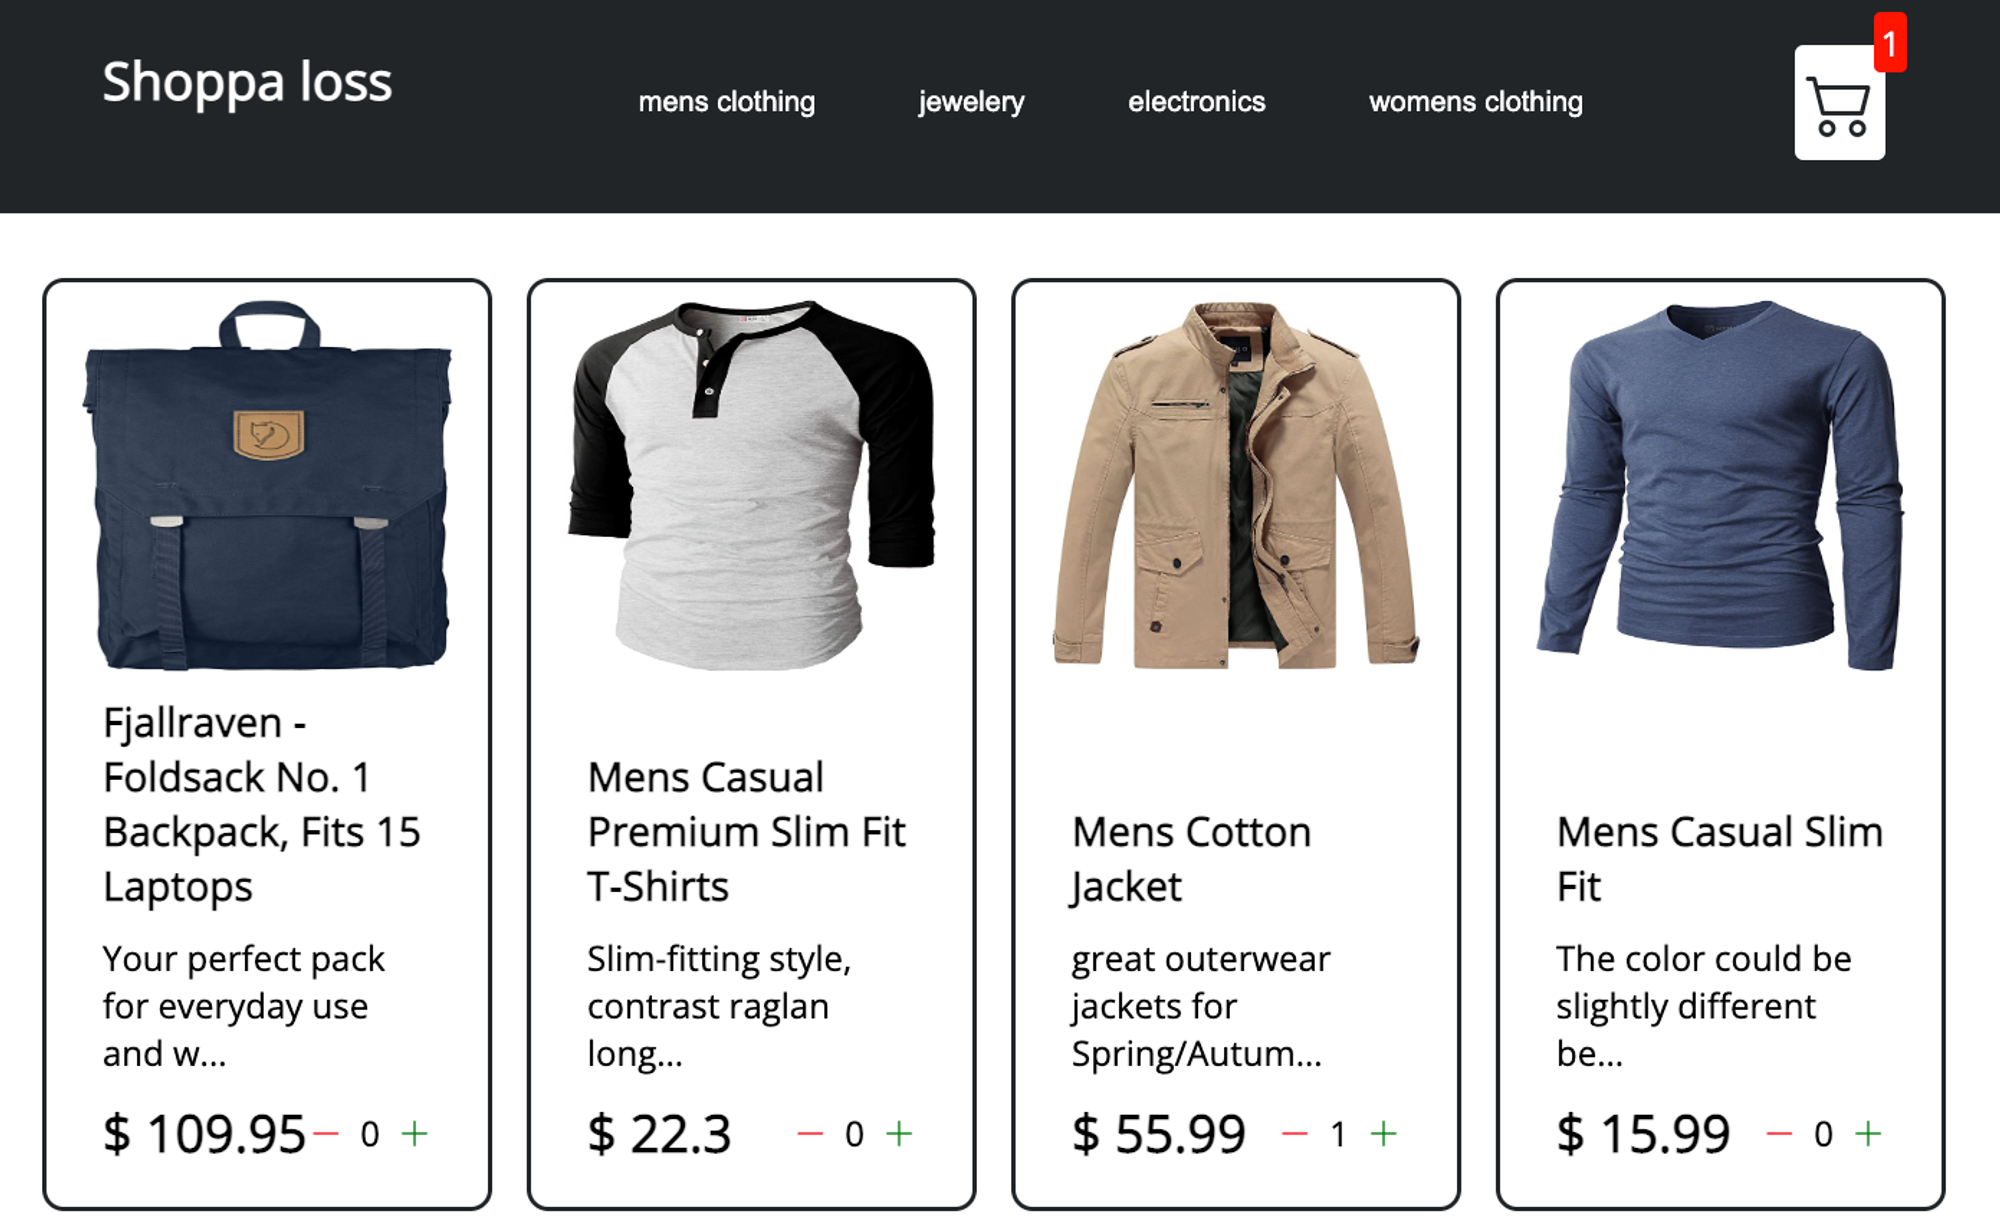 Shoppa loss
mens clothing
jewelery
electronics
womens clothing
1
Fjallraven -
Foldsack No. 1
Backpack, Fits 15
Laptops
Your perfect pack
for everyday use
and w...
$ 109.95
– 0 +
Mens Casual
Premium Slim Fit
T-Shirts
Slim-fitting style,
contrast raglan
long...
$ 22.3
– 0 +
Mens Cotton
Jacket
great outerwear
jackets for
Spring/Autum...
$ 55.99
– 1 +
Mens Casual Slim
Fit
The color could be
slightly different
be...
$ 15.99
– 0 +